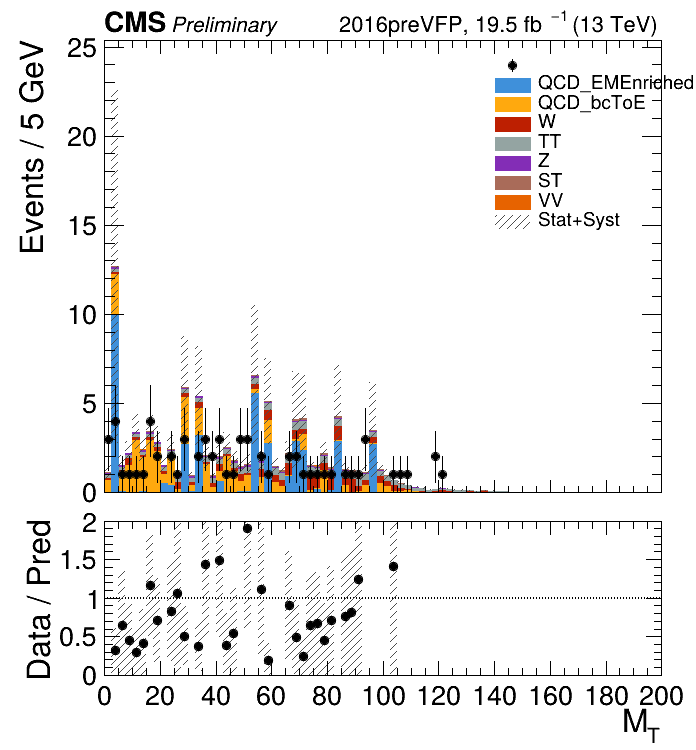 CMS Preliminary 2016preVFP, 19.5 fb⁻¹ (13 TeV)
Events / 5 GeV
25
20
15
10
5
0
QCD_EMEnriched
QCD_bcToE
W
TT
Z
ST
VV
Stat+Syst
Data / Pred
2
1.5
1
0.5
0
0 20 40 60 80 100 120 140 160 180 200
M_T